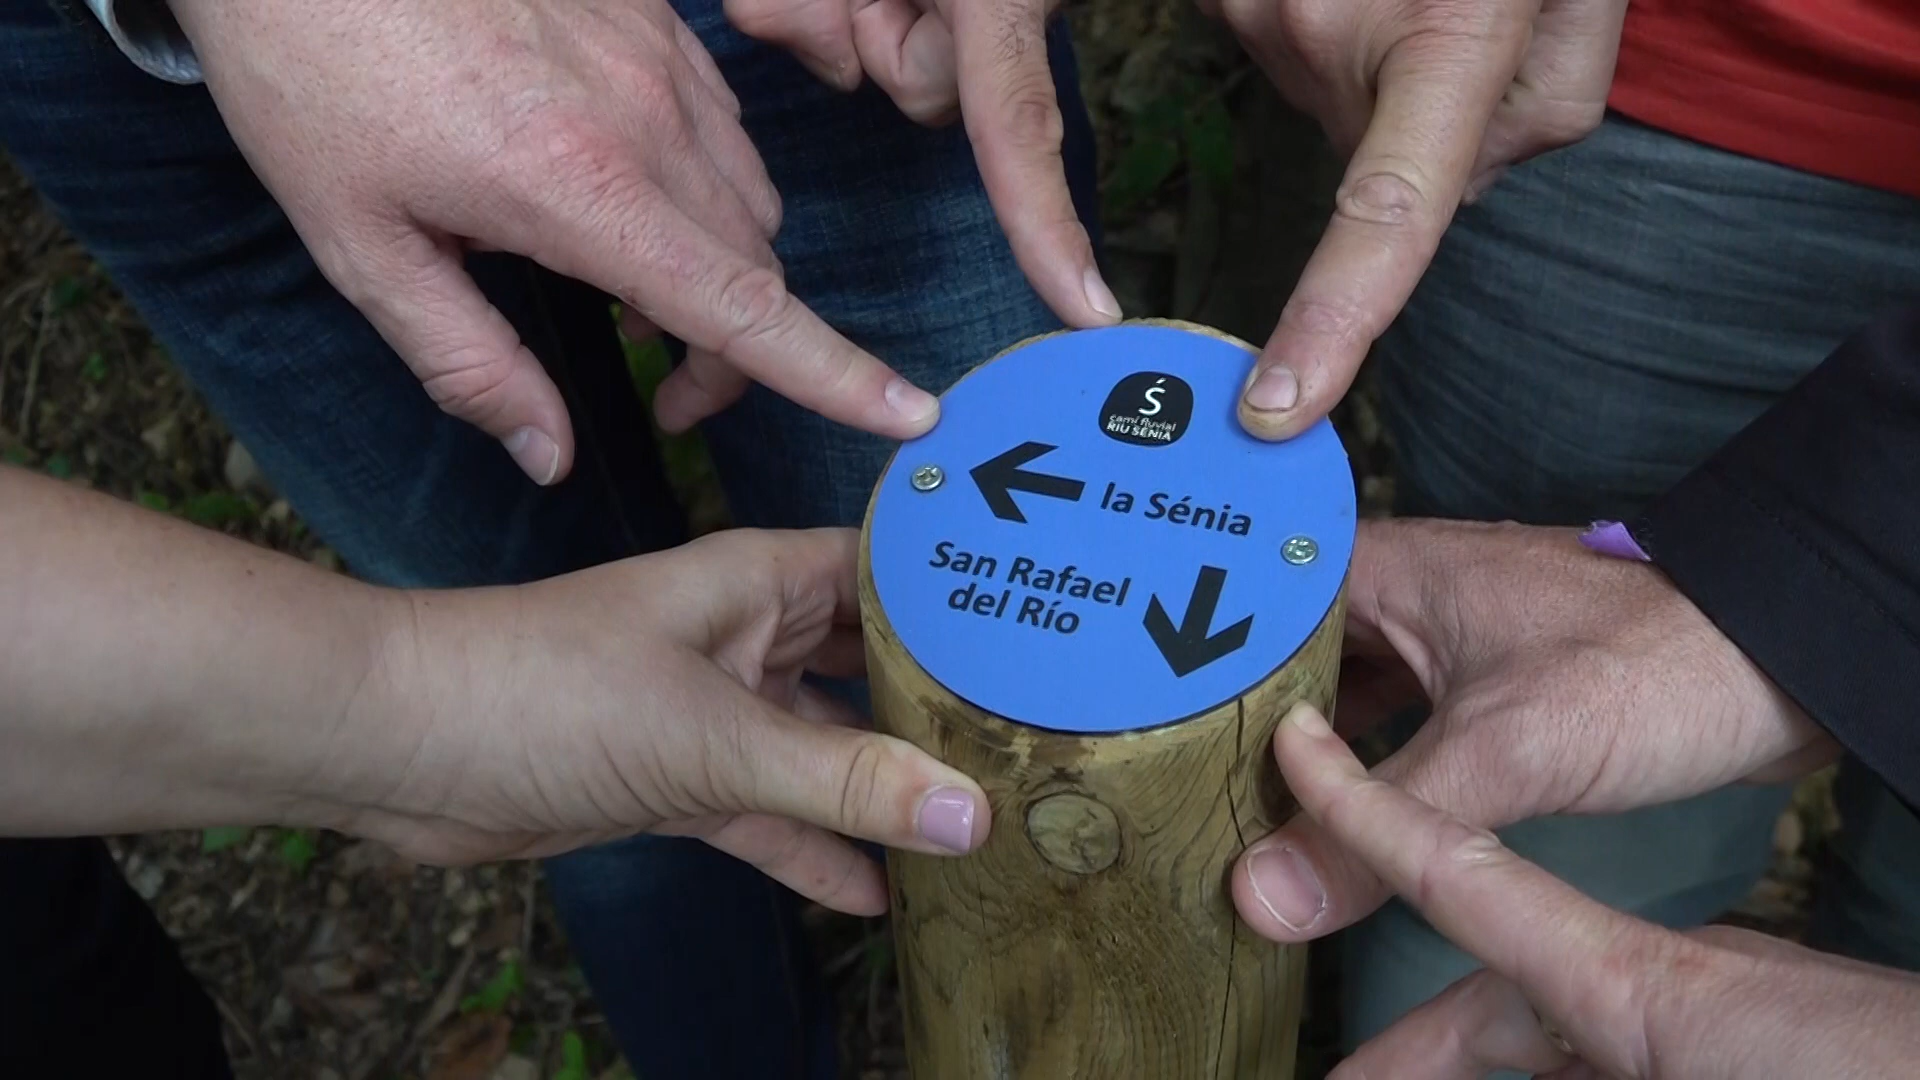 Ś
camí fluvial
RIU SÉNIA
la Sénia
San Rafael
del Río